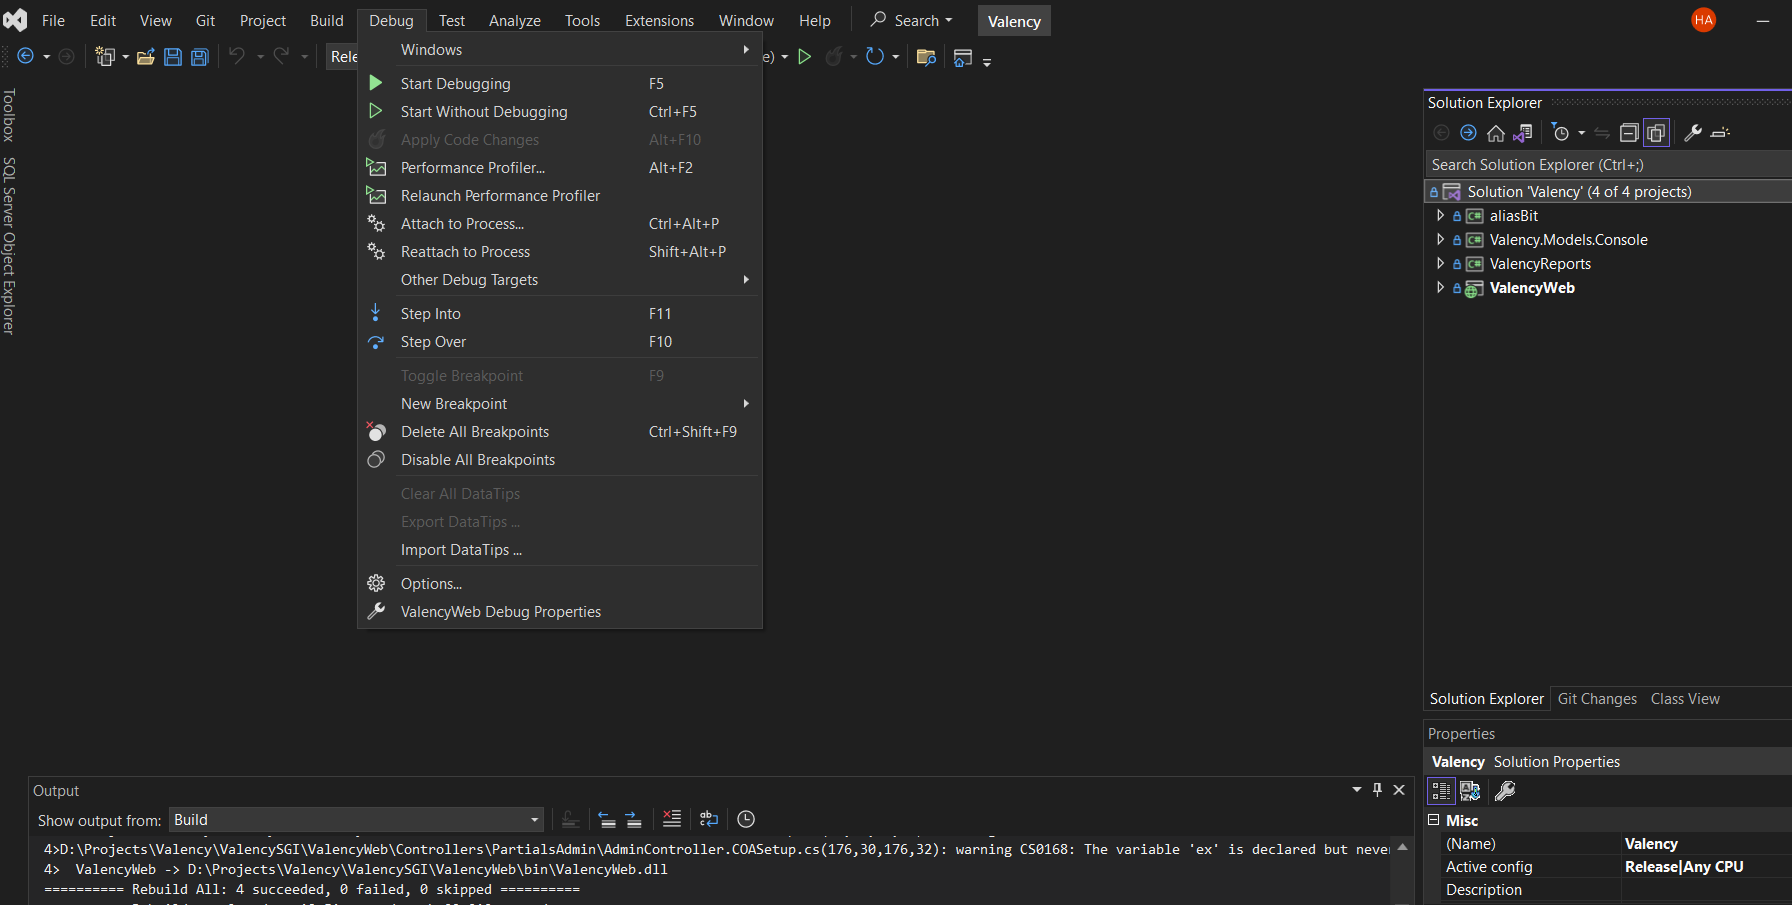 File Edit View Git Project Build Debug Test Analyze Tools Extensions Window Help Search Valency HA
Rele
e)
Windows
Start Debugging F5
Start Without Debugging Ctrl+F5
Apply Code Changes Alt+F10
Performance Profiler... Alt+F2
Relaunch Performance Profiler
Attach to Process... Ctrl+Alt+P
Reattach to Process Shift+Alt+P
Other Debug Targets
Step Into F11
Step Over F10
Toggle Breakpoint F9
New Breakpoint
Delete All Breakpoints Ctrl+Shift+F9
Disable All Breakpoints
Clear All DataTips
Export DataTips ...
Import DataTips ...
Options...
ValencyWeb Debug Properties
Toolbox
SQL Server Object Explorer
Solution Explorer
Search Solution Explorer (Ctrl+;)
Solution 'Valency' (4 of 4 projects)
C# aliasBit
C# Valency.Models.Console
C# ValencyReports
ValencyWeb
Solution Explorer Git Changes Class View
Properties
Valency Solution Properties
Misc
(Name) Valency
Active config Release|Any CPU
Description
Output
Show output from: Build
4>D:\Projects\Valency\ValencySGI\ValencyWeb\Controllers\PartialsAdmin\AdminController.COASetup.cs(176,30,176,32): warning CS0168: The variable 'ex' is declared but neve
4> ValencyWeb -> D:\Projects\Valency\ValencySGI\ValencyWeb\bin\ValencyWeb.dll
========== Rebuild All: 4 succeeded, 0 failed, 0 skipped ==========